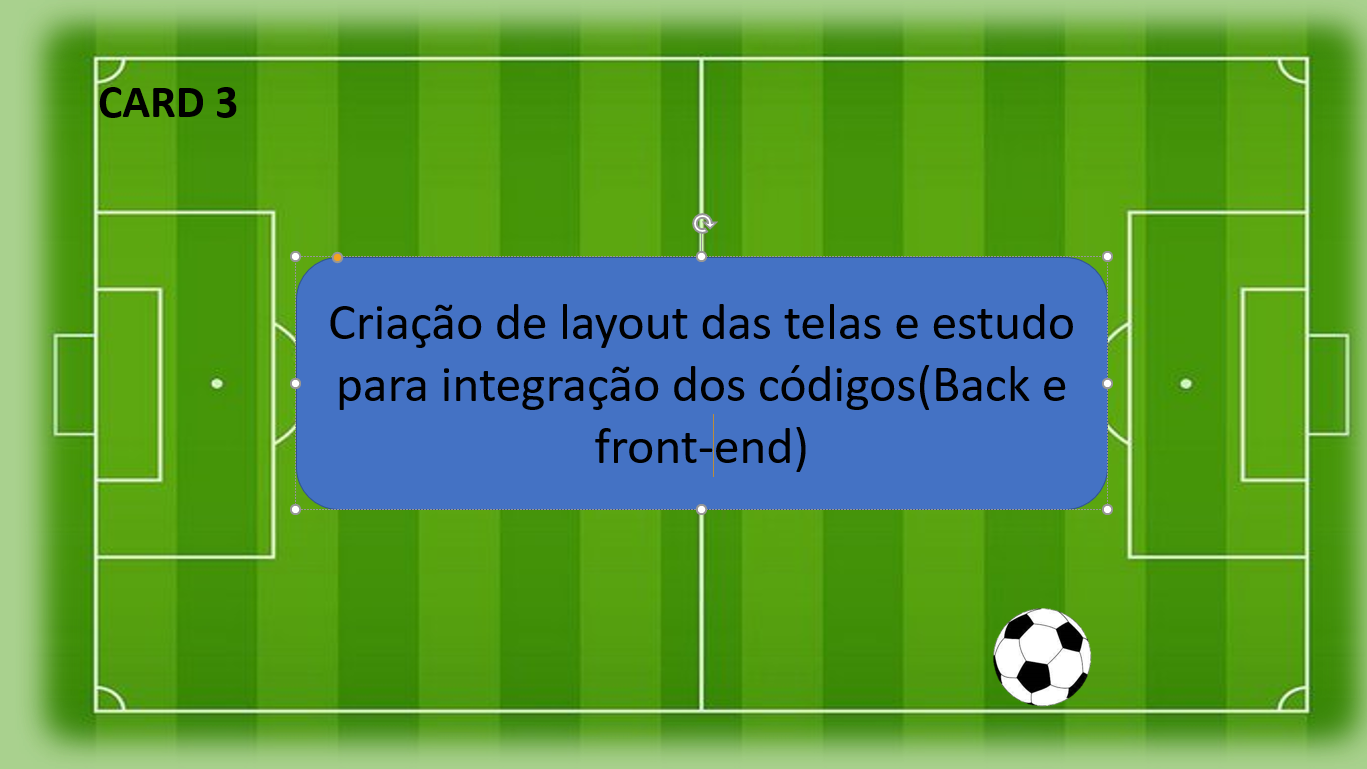 CARD 3
Criação de layout das telas e estudo
para integração dos códigos(Back e
front-end)